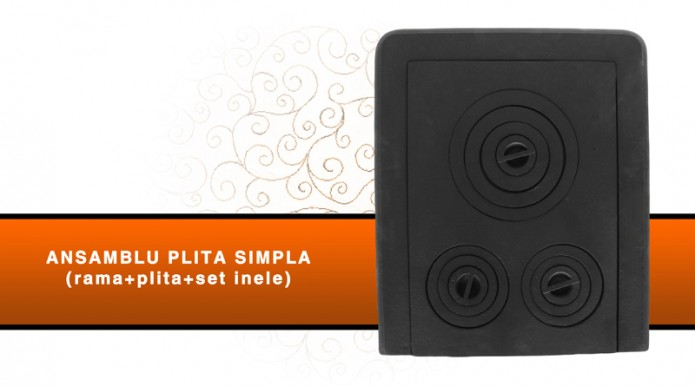 ANSAMBLU PLITA SIMPLA
(rama+plita+set inele)